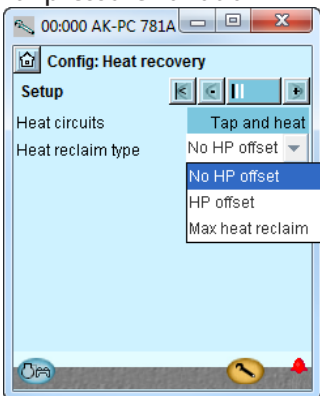 00:000 AK-PC 781A
Config: Heat recovery
Setup
Heat circuits Tap and heat
Heat reclaim type No HP offset
No HP offset
HP offset
Max heat reclaim